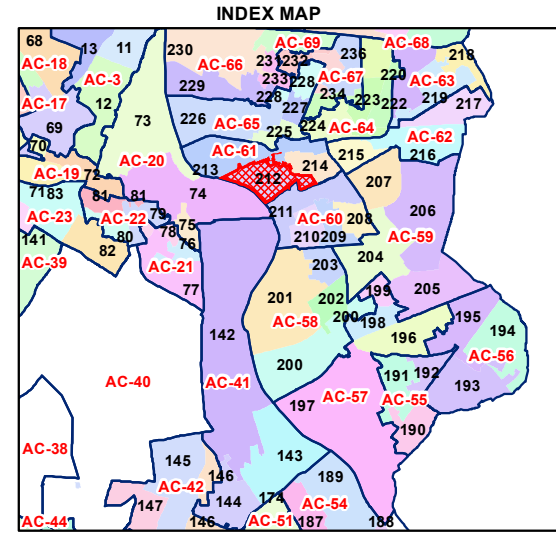 INDEX MAP
68 13 11 230 AC-69 236 AC-68 218
AC-18 AC-3 AC-66 231 232 AC-67 220 AC-63
229 233 228 234
AC-17 12 228 227 223 222 219 217
69 73 226 AC-65 225 224 AC-64 AC-62
70 AC-61 215 216
AC-19 72 AC-20 213 212 214 207
71 83 81 81 74 206
AC-23 AC-22 79 75 211 AC-60 208
141 80 78 76 210 209 AC-59
AC-39 82 AC-21 203 204
77 201 202 199 205
142 AC-58 200 198 195
196 194
AC-56
200 191 192 193
AC-40 AC-41 197 AC-57 AC-55
190
AC-38 143
145 146 189
AC-42 174 AC-54
147 144
AC-44 146 AC-51 187 188